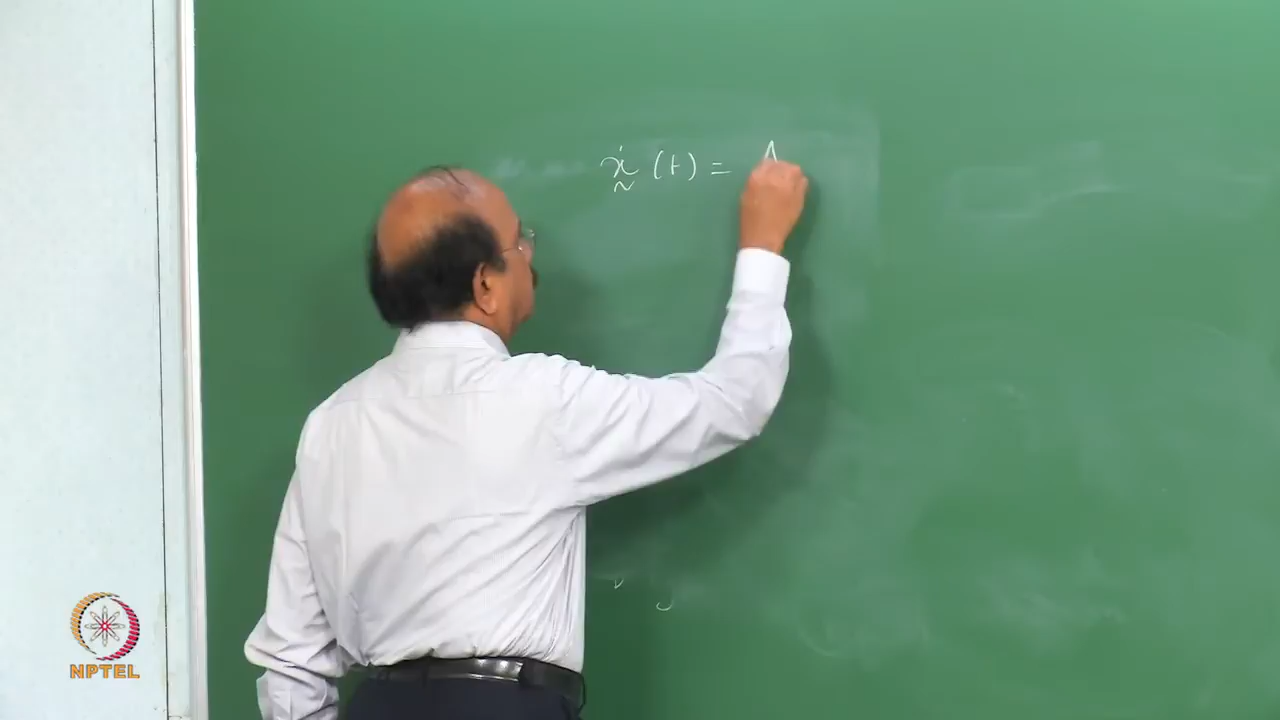 ẋ (t) = A
~
NPTEL